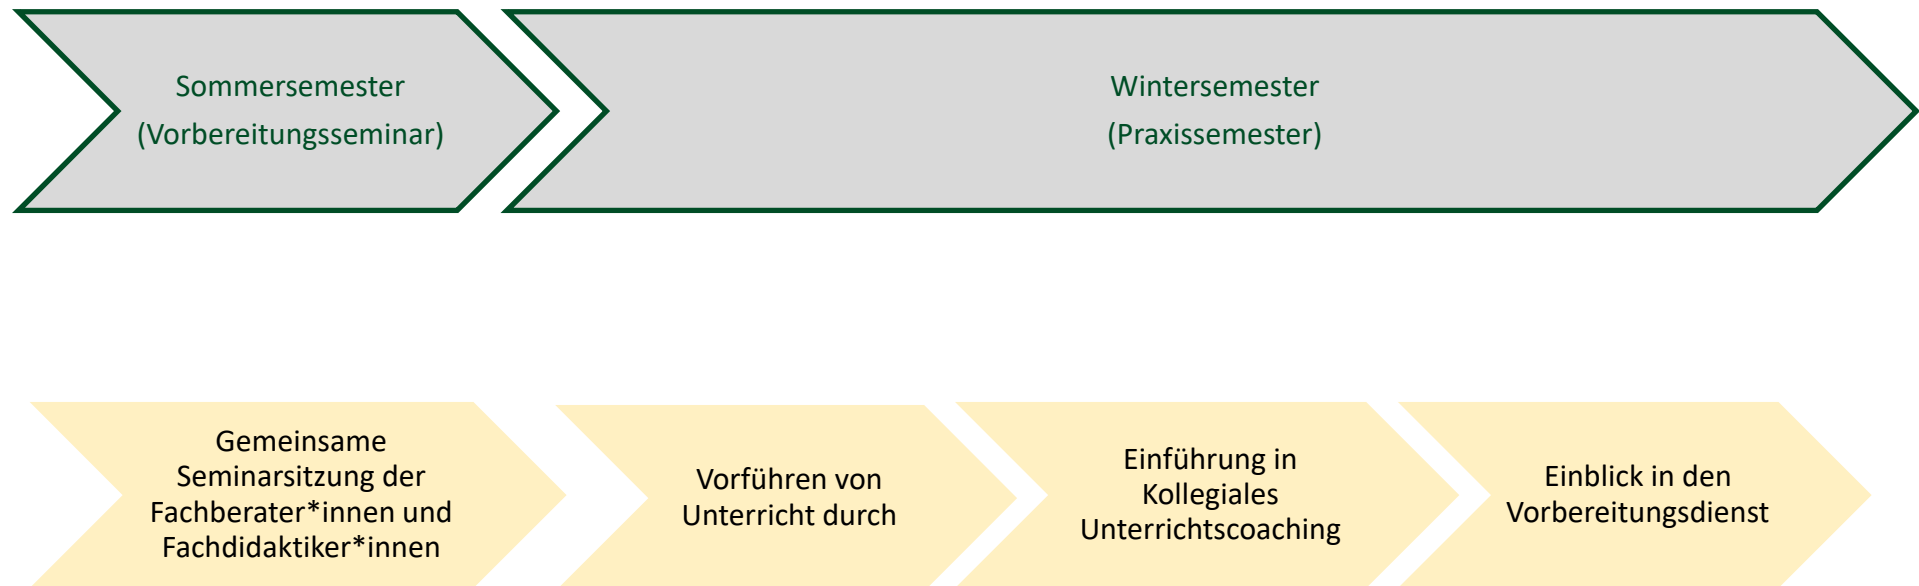 Sommersemester
(Vorbereitungsseminar)
Wintersemester
(Praxissemester)
Gemeinsame
Seminarsitzung der
Fachberater*innen und
Fachdidaktiker*innen
Vorführen von
Unterricht durch
Einführung in
Kollegiales
Unterrichtscoaching
Einblick in den
Vorbereitungsdienst